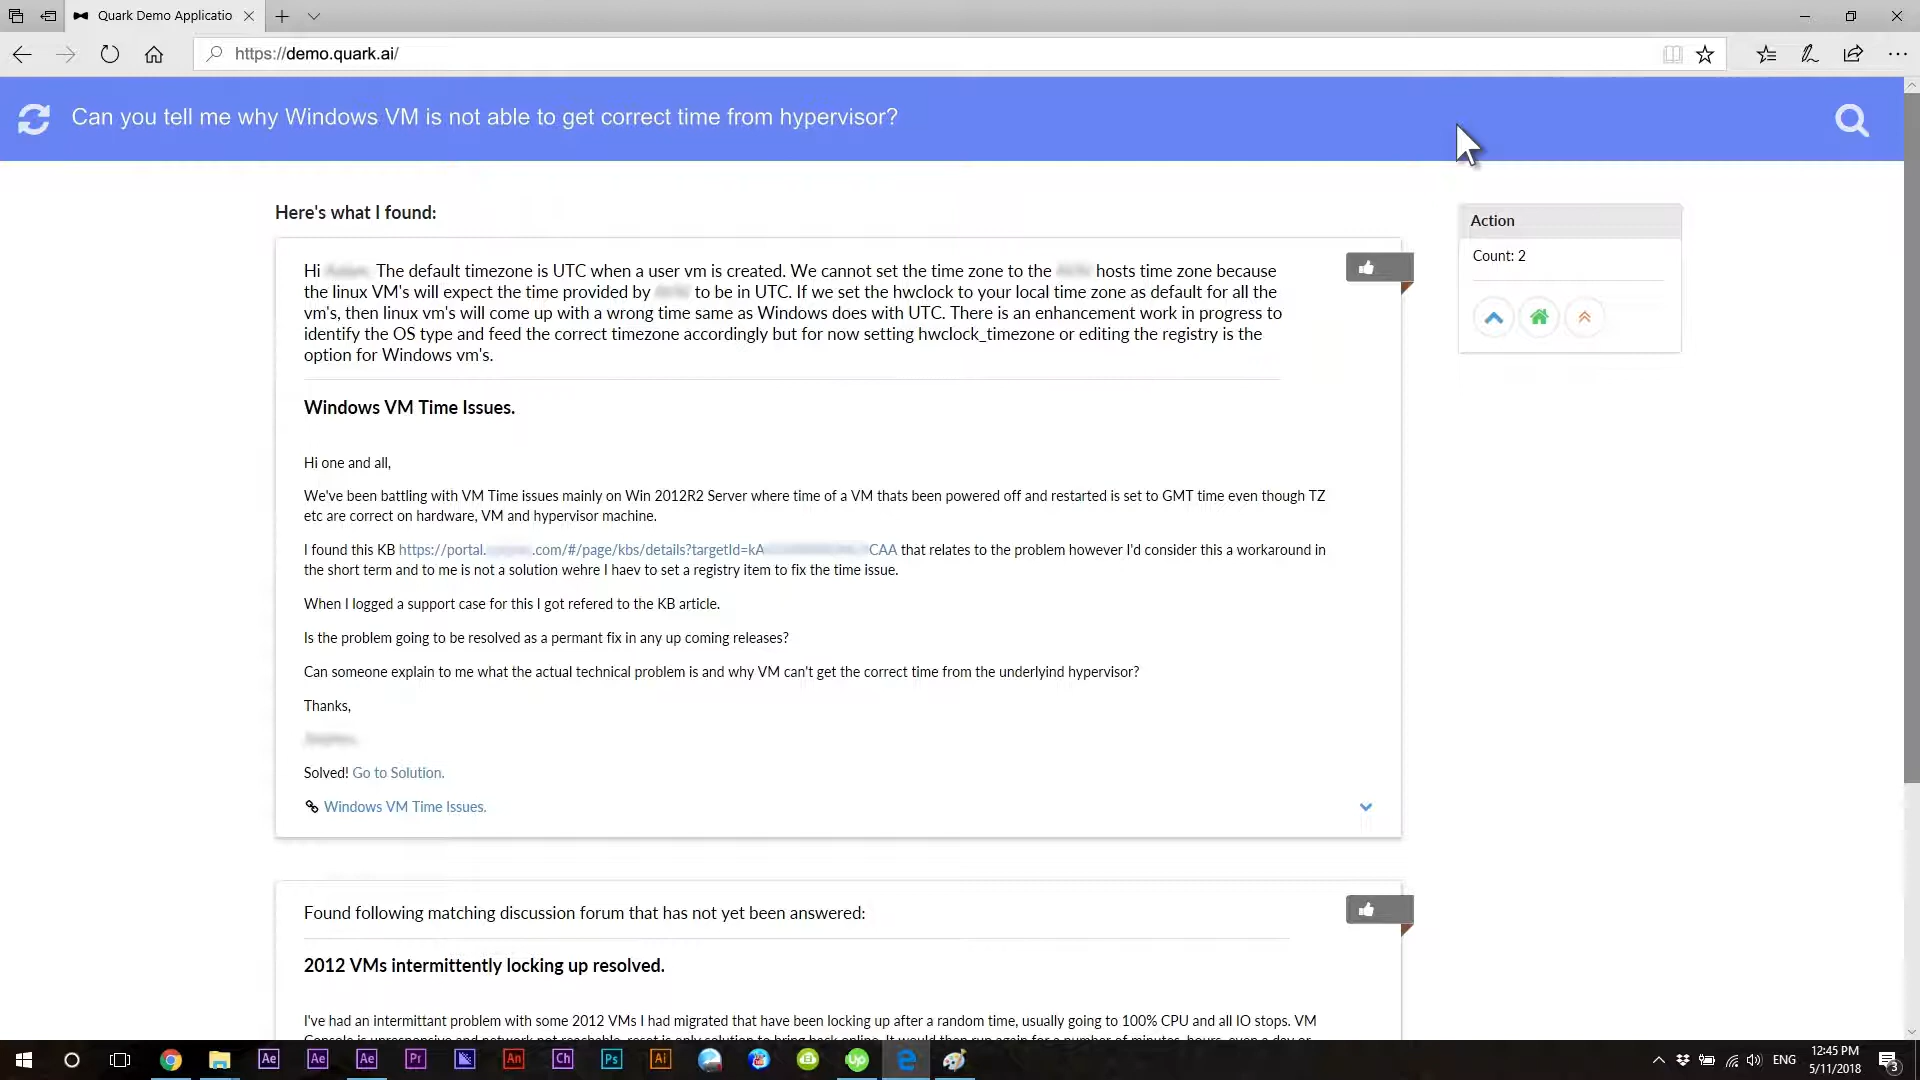 Quark Demo Applicatio
https://demo.quark.ai/
Can you tell me why Windows VM is not able to get correct time from hypervisor?
Here's what I found:
Action
Count: 2
Hi The default timezone is UTC when a user vm is created. We cannot set the time zone to the hosts time zone because
the linux VM's will expect the time provided by to be in UTC. If we set the hwclock to your local time zone as default for all the
vm's, then linux vm's will come up with a wrong time same as Windows does with UTC. There is an enhancement work in progress to
identify the OS type and feed the correct timezone accordingly but for now setting hwclock_timezone or editing the registry is the
option for Windows vm's.
Windows VM Time Issues.
Hi one and all,
We've been battling with VM Time issues mainly on Win 2012R2 Server where time of a VM thats been powered off and restarted is set to GMT time even though TZ
etc are correct on hardware, VM and hypervisor machine.
I found this KB https://portal. .com/#/page/kbs/details?targetId=kA CAA that relates to the problem however I'd consider this a workaround in
the short term and to me is not a solution wehre I haev to set a registry item to fix the time issue.
When I logged a support case for this I got refered to the KB article.
Is the problem going to be resolved as a permant fix in any up coming releases?
Can someone explain to me what the actual technical problem is and why VM can't get the correct time from the underlyind hypervisor?
Thanks,
Solved! Go to Solution.
Windows VM Time Issues.
Found following matching discussion forum that has not yet been answered:
2012 VMs intermittently locking up resolved.
I've had an intermittant problem with some 2012 VMs I had migrated that have been locking up after a random time, usually going to 100% CPU and all IO stops. VM
Ae
Ae
Ae
Pr
An
Ch
Ps
Ai
up
ENG
12:45 PM
5/11/2018
3